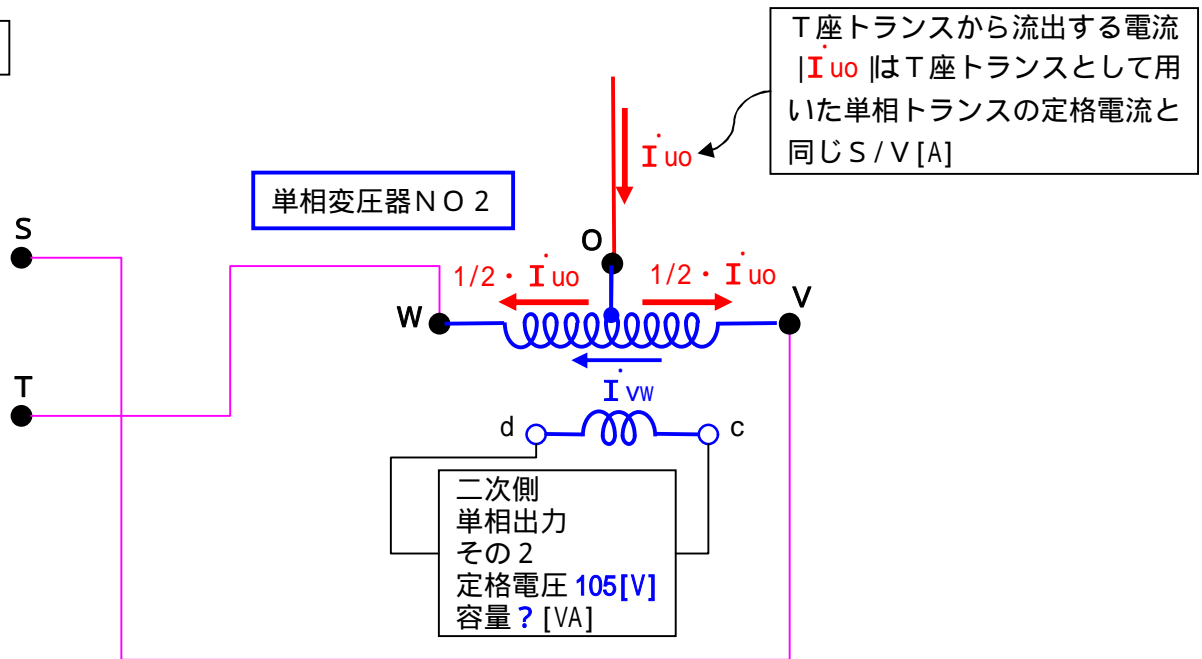 T座トランスから流出する電流
|İuo|はT座トランスとして用
いた単相トランスの定格電流と
同じS/V[A]
İuo
単相変圧器NO2
S
O
1/2・İuo
1/2・İuo
W
V
İvw
T
d
c
二次側
単相出力
その2
定格電圧105[V]
容量?[VA]